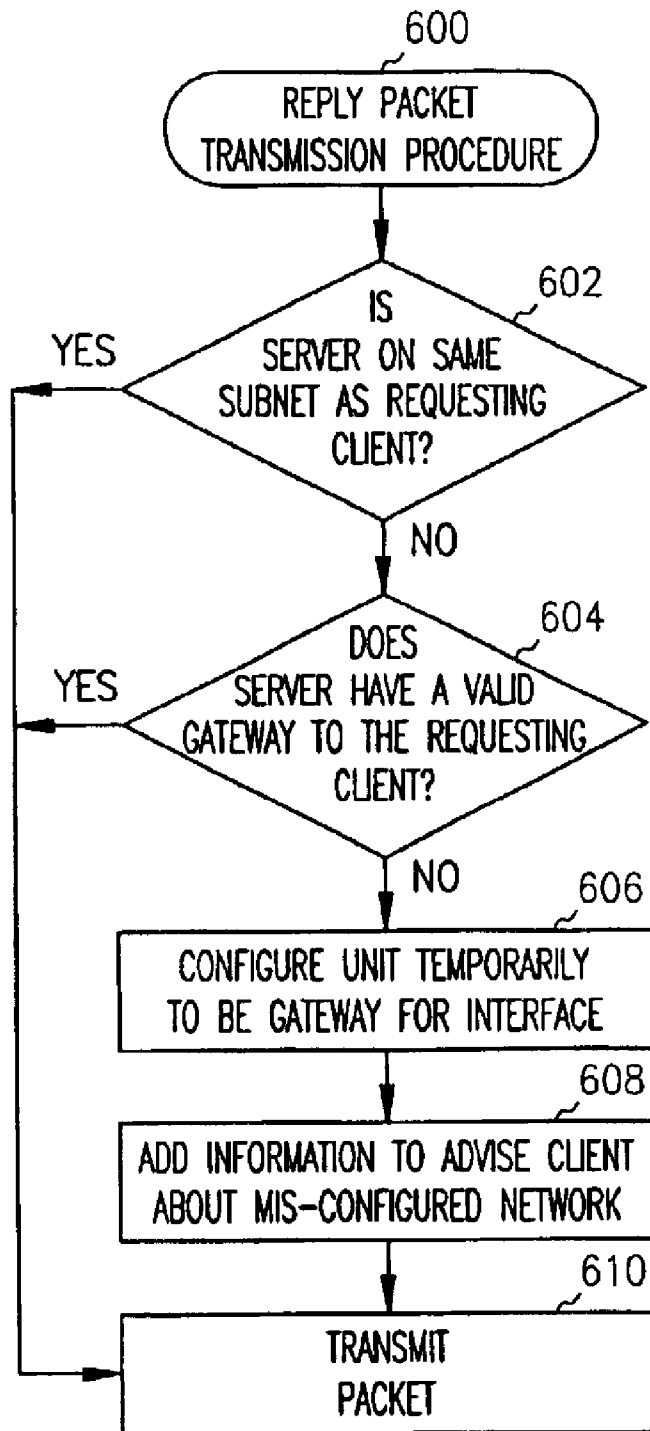 600
REPLY PACKET
TRANSMISSION PROCEDURE
602
IS
SERVER ON SAME
SUBNET AS REQUESTING
CLIENT?
YES
NO
604
DOES
SERVER HAVE A VALID
GATEWAY TO THE REQUESTING
CLIENT?
YES
NO
606
CONFIGURE UNIT TEMPORARILY
TO BE GATEWAY FOR INTERFACE
608
ADD INFORMATION TO ADVISE CLIENT
ABOUT MIS-CONFIGURED NETWORK
610
TRANSMIT
PACKET